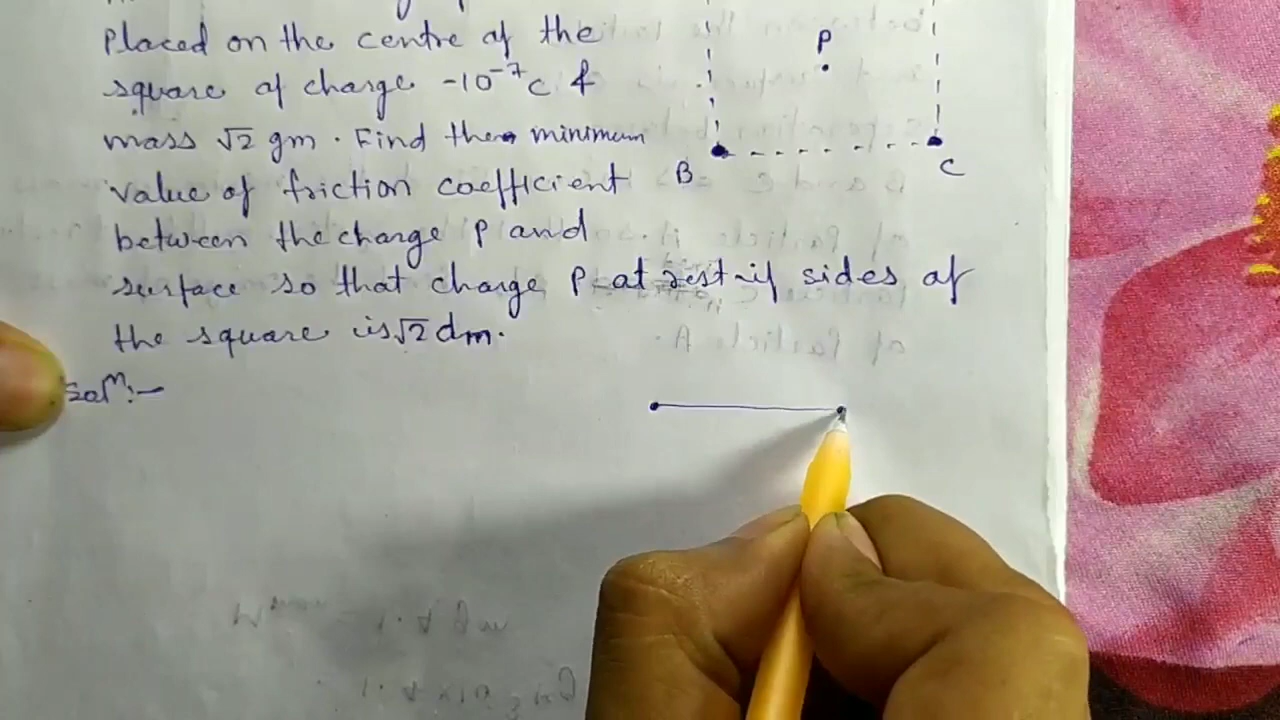 P
Placed on the centre of the
square of charge -10⁻⁷c &
mass √2 gm. Find the minimum
value of friction coefficient
B
C
between the charge P and
surface so that charge P at rest if sides of
the square is √2 dm.
Solⁿ:-